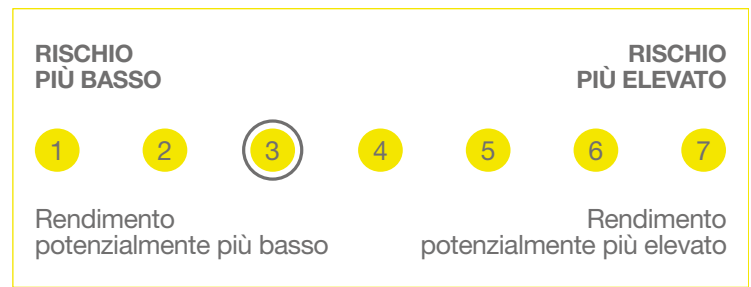 RISCHIO
PIÙ BASSO
RISCHIO
PIÙ ELEVATO
1 2 3 4 5 6 7
Rendimento
potenzialmente più basso
Rendimento
potenzialmente più elevato